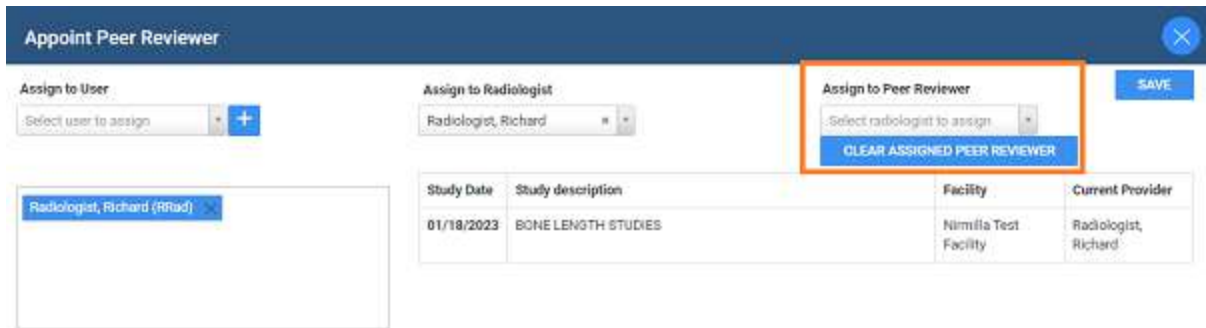 Appoint Peer Reviewer
Assign to User
Select user to assign
+
Radiologist, Richard (RRad)
Assign to Radiologist
Radiologist, Richard
Assign to Peer Reviewer
Select radiologist to assign
CLEAR ASSIGNED PEER REVIEWER
SAVE
Study Date Study description Facility Current Provider
01/18/2023 BONE LENGTH STUDIES Nirmilla Test Radiologist,
Facility Richard